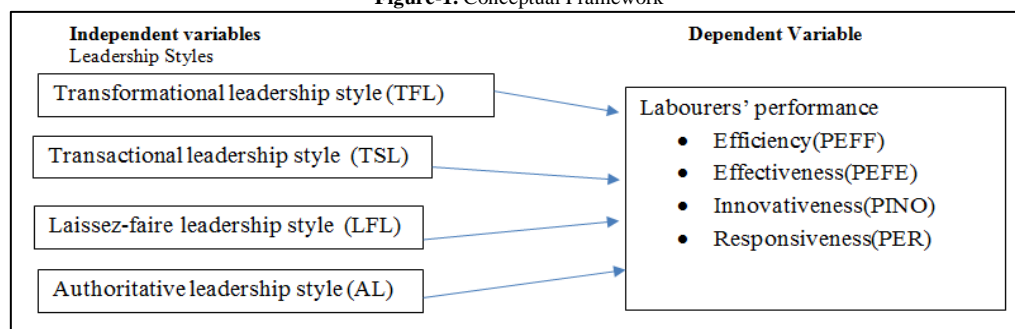 Figure-1. Conceptual Framework
Independent variables
Leadership Styles
Transformational leadership style (TFL)
Transactional leadership style (TSL)
Laissez-faire leadership style (LFL)
Authoritative leadership style (AL)
Dependent Variable
Labourers’ performance
• Efficiency(PEFF)
• Effectiveness(PEFE)
• Innovativeness(PINO)
• Responsiveness(PER)